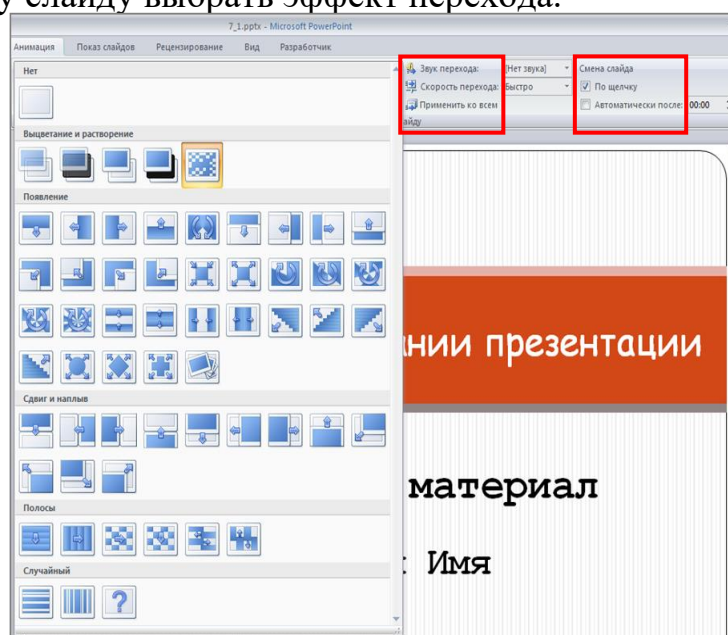 у слайду выбрать эффект перехода.
7_1.pptx - Microsoft PowerPoint
Анимация Показ слайдов Рецензирование Вид Разработчик
Нет
Выцветание и растворение
Появление
Сдвиг и наплыв
Полосы
Случайный
?
Звук перехода: [Нет звука]
Скорость перехода: Быстро
Применить ко всем
айду
Смена слайда
По щелчку
Автоматически после: 00:00
нии презентации
материал
: Имя